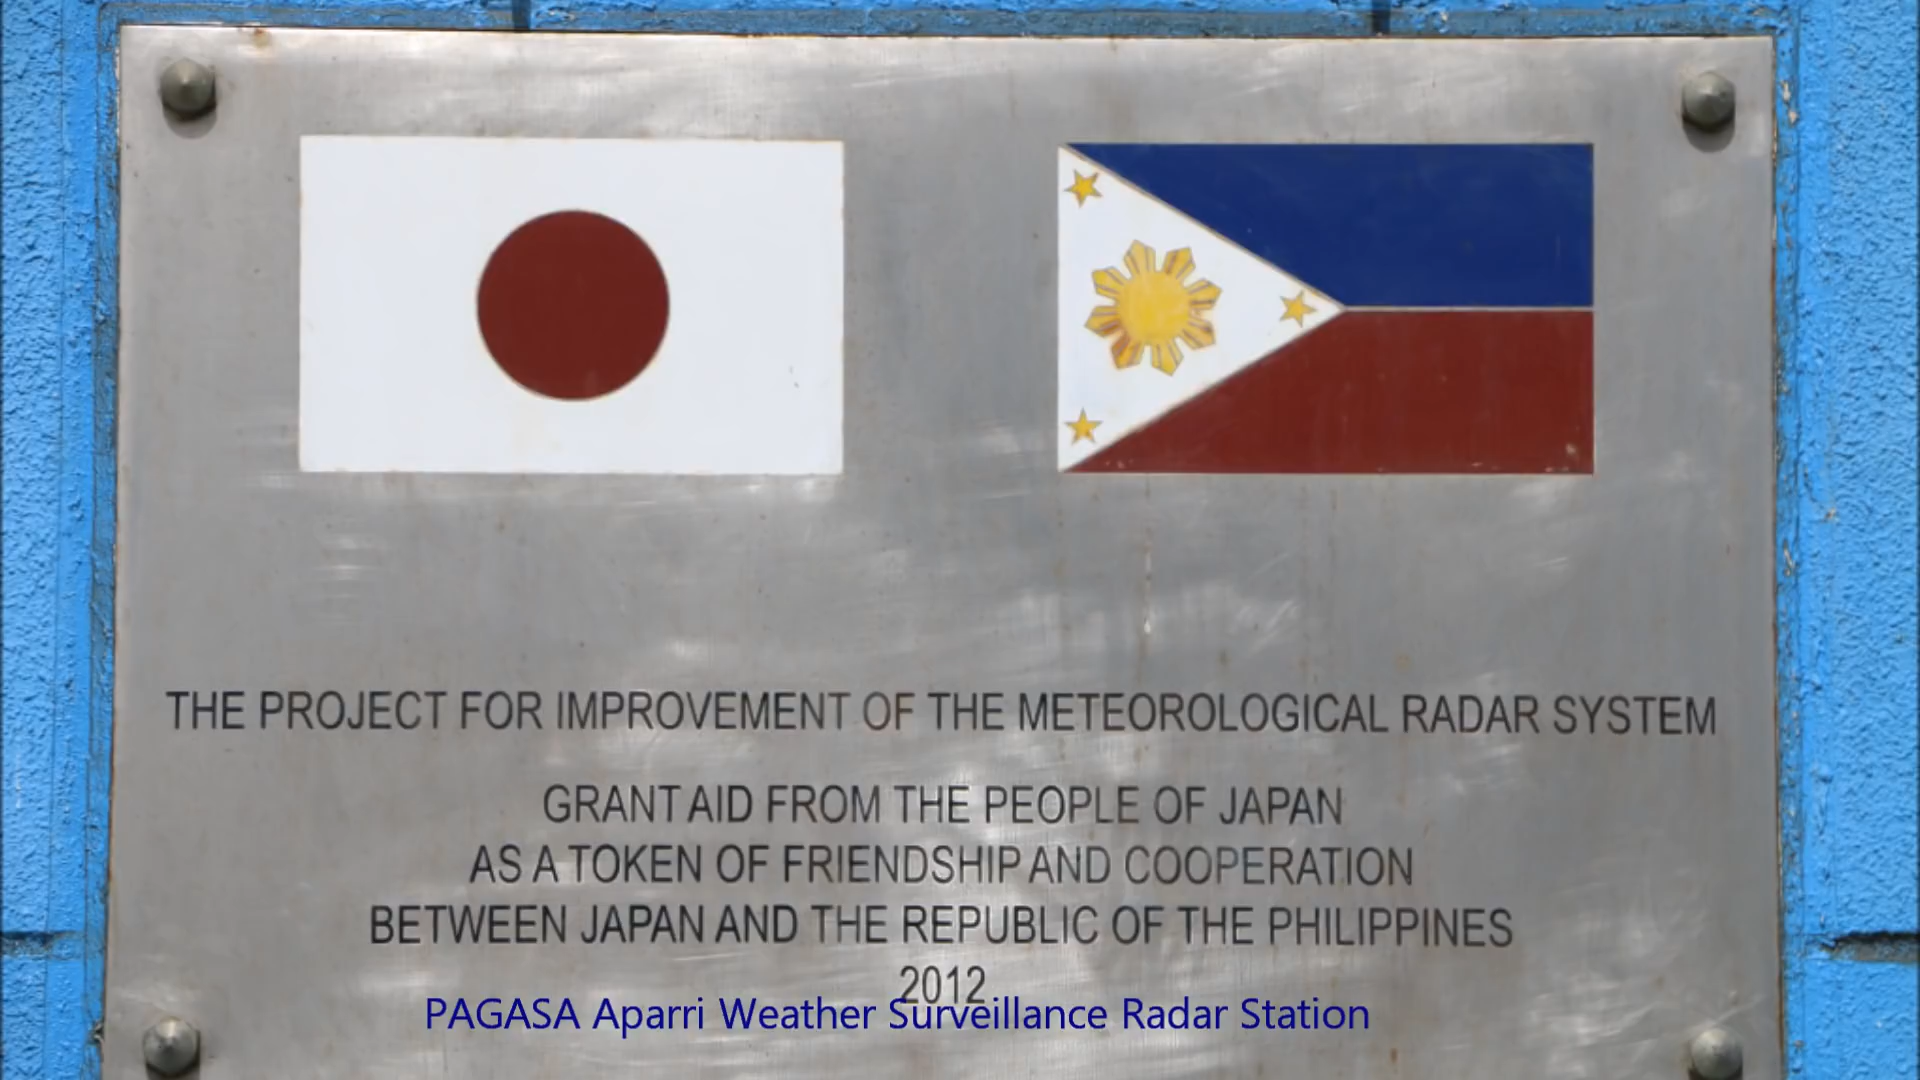 THE PROJECT FOR IMPROVEMENT OF THE METEOROLOGICAL RADAR SYSTEM
GRANT AID FROM THE PEOPLE OF JAPAN
AS A TOKEN OF FRIENDSHIP AND COOPERATION
BETWEEN JAPAN AND THE REPUBLIC OF THE PHILIPPINES
2012
PAGASA Aparri Weather Surveillance Radar Station